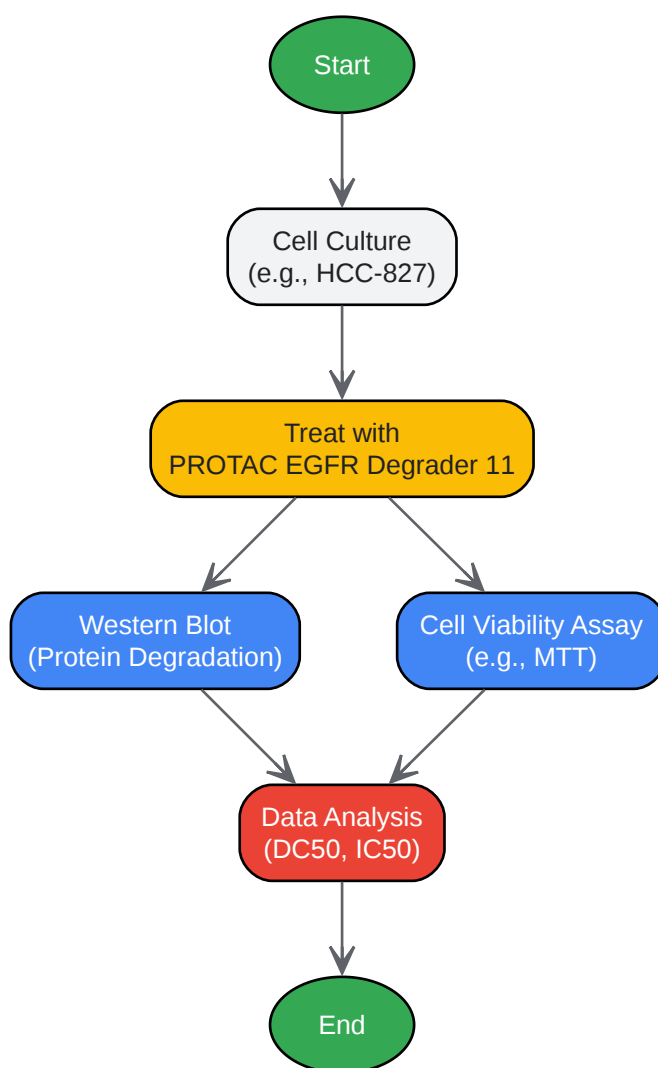 Start
Cell Culture
(e.g., HCC-827)
Treat with
PROTAC EGFR Degrader 11
Western Blot
(Protein Degradation)
Cell Viability Assay
(e.g., MTT)
Data Analysis
(DC50, IC50)
End